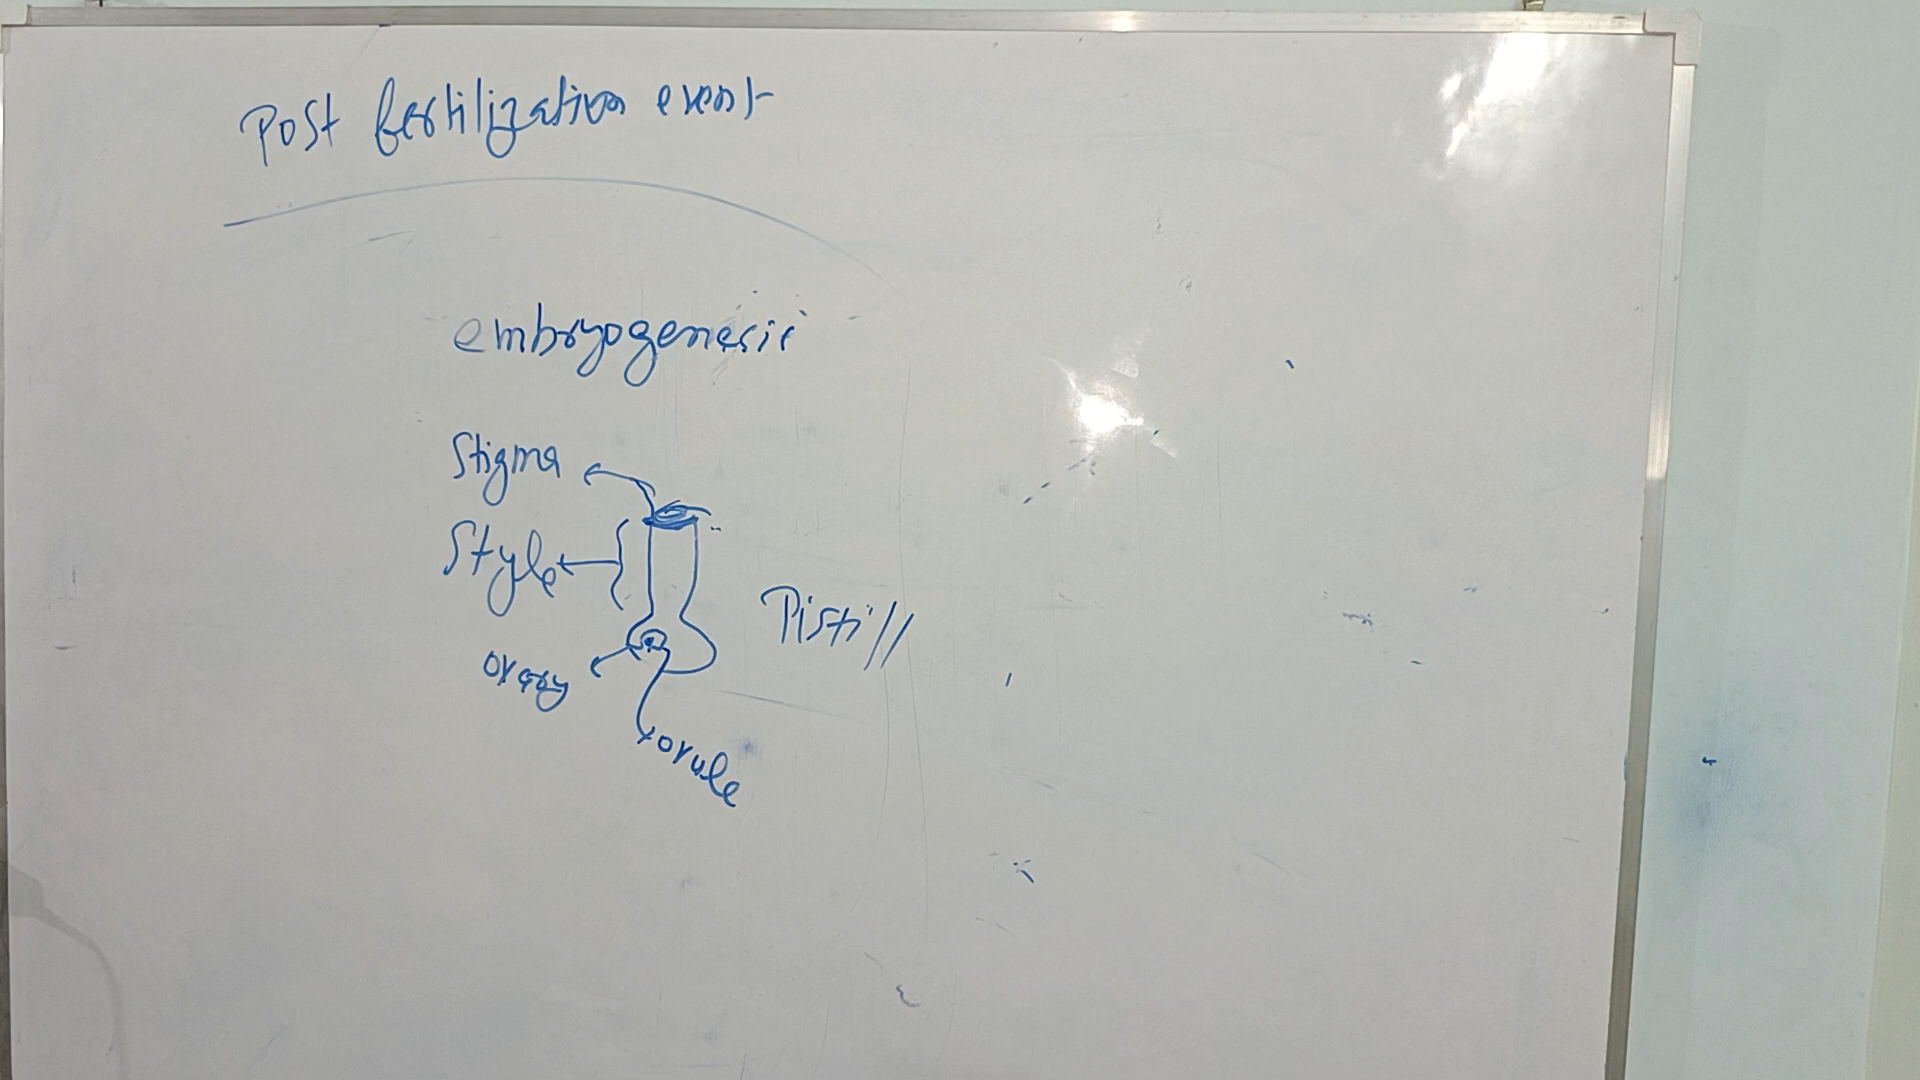 Post fertilization event
embryogenesis
Stigma
Style
Pistill
ovary
ovule